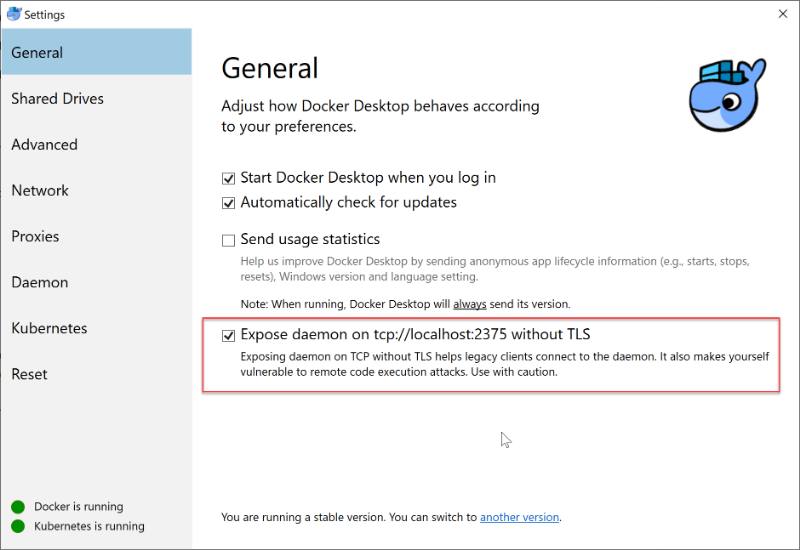 Settings
General
Shared Drives
Advanced
Network
Proxies
Daemon
Kubernetes
Reset
Docker is running
Kubernetes is running
General
Adjust how Docker Desktop behaves according
to your preferences.
Start Docker Desktop when you log in
Automatically check for updates
Send usage statistics
Help us improve Docker Desktop by sending anonymous app lifecycle information (e.g., starts, stops,
resets), Windows version and language setting.
Note: When running, Docker Desktop will always send its version.
Expose daemon on tcp://localhost:2375 without TLS
Exposing daemon on TCP without TLS helps legacy clients connect to the daemon. It also makes yourself
vulnerable to remote code execution attacks. Use with caution.
You are running a stable version. You can switch to another version.